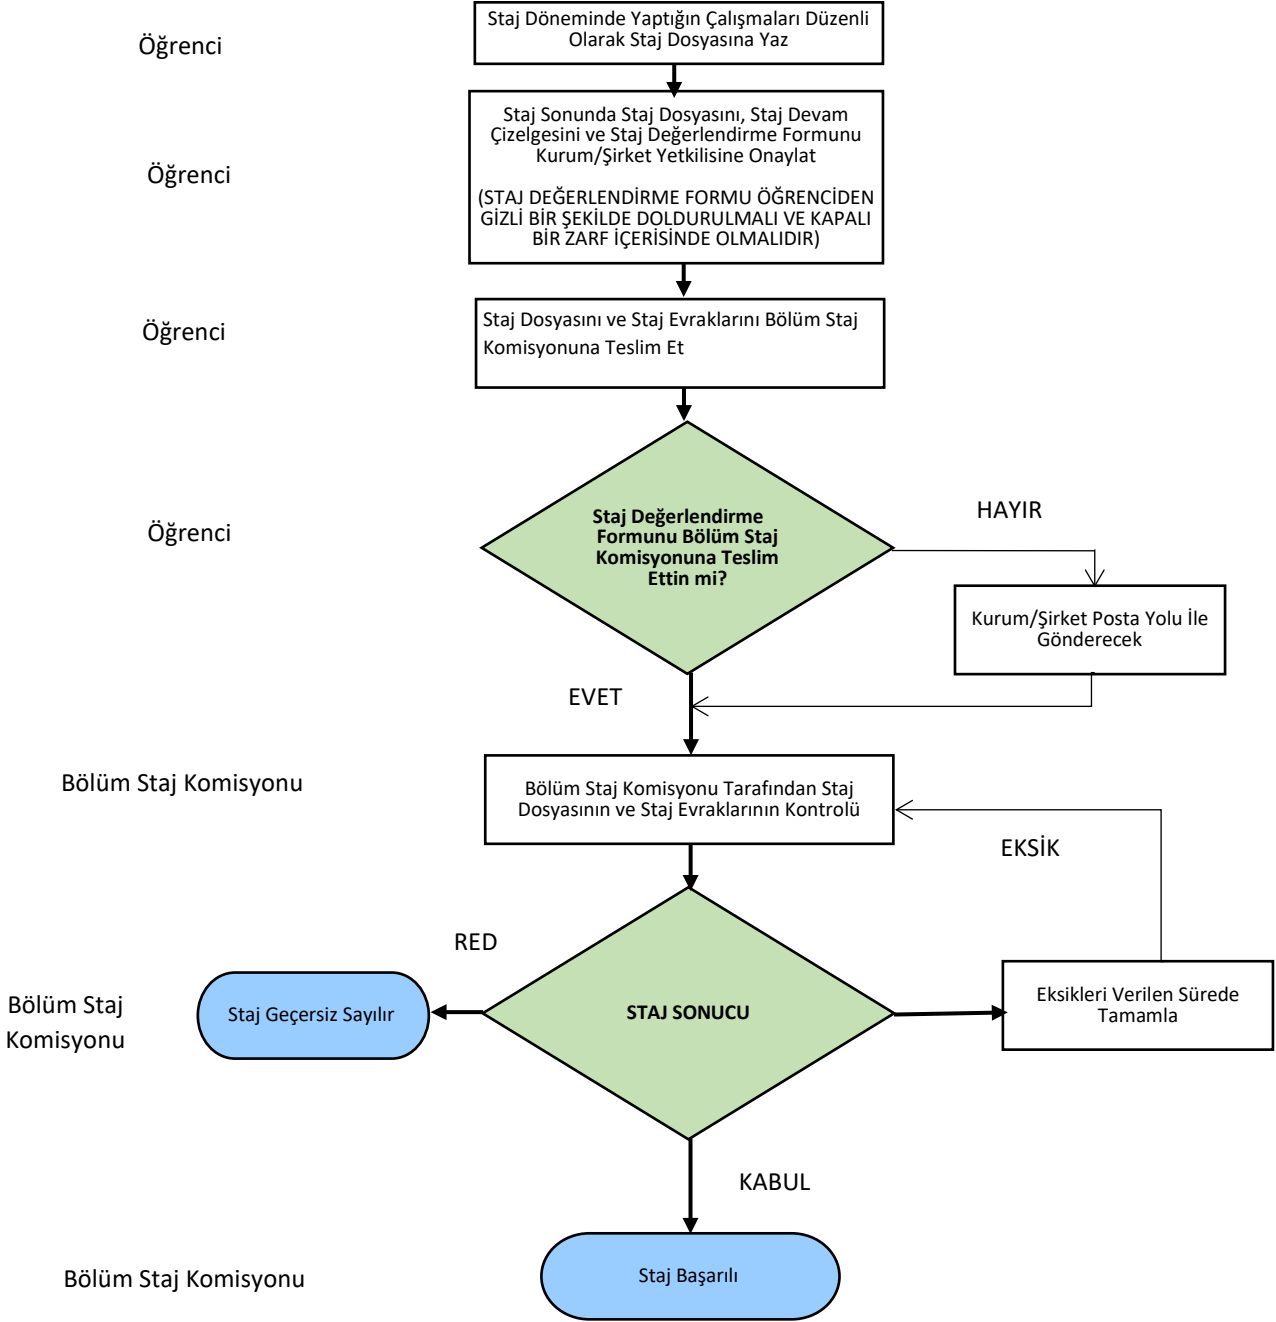 Öğrenci
Staj Döneminde Yaptığın Çalışmaları Düzenli
Olarak Staj Dosyasına Yaz
Öğrenci
Staj Sonunda Staj Dosyasını, Staj Devam
Çizelgesini ve Staj Değerlendirme Formunu
Kurum/Şirket Yetkilisine Onaylat
(STAJ DEĞERLENDİRME FORMU ÖĞRENCİDEN
GİZLİ BİR ŞEKİLDE DOLDURULMALI VE KAPALI
BİR ZARF İÇERİSİNDE OLMALIDIR)
Öğrenci
Staj Dosyasını ve Staj Evraklarını Bölüm Staj
Komisyonuna Teslim Et
Öğrenci
Staj Değerlendirme
Formunu Bölüm Staj
Komisyonuna Teslim
Ettin mi?
HAYIR
Kurum/Şirket Posta Yolu İle
Gönderecek
EVET
Bölüm Staj Komisyonu
Bölüm Staj Komisyonu Tarafından Staj
Dosyasının ve Staj Evraklarının Kontrolü
EKSİK
RED
Bölüm Staj
Komisyonu
Staj Geçersiz Sayılır
STAJ SONUCU
Eksikleri Verilen Sürede
Tamamla
KABUL
Bölüm Staj Komisyonu
Staj Başarılı